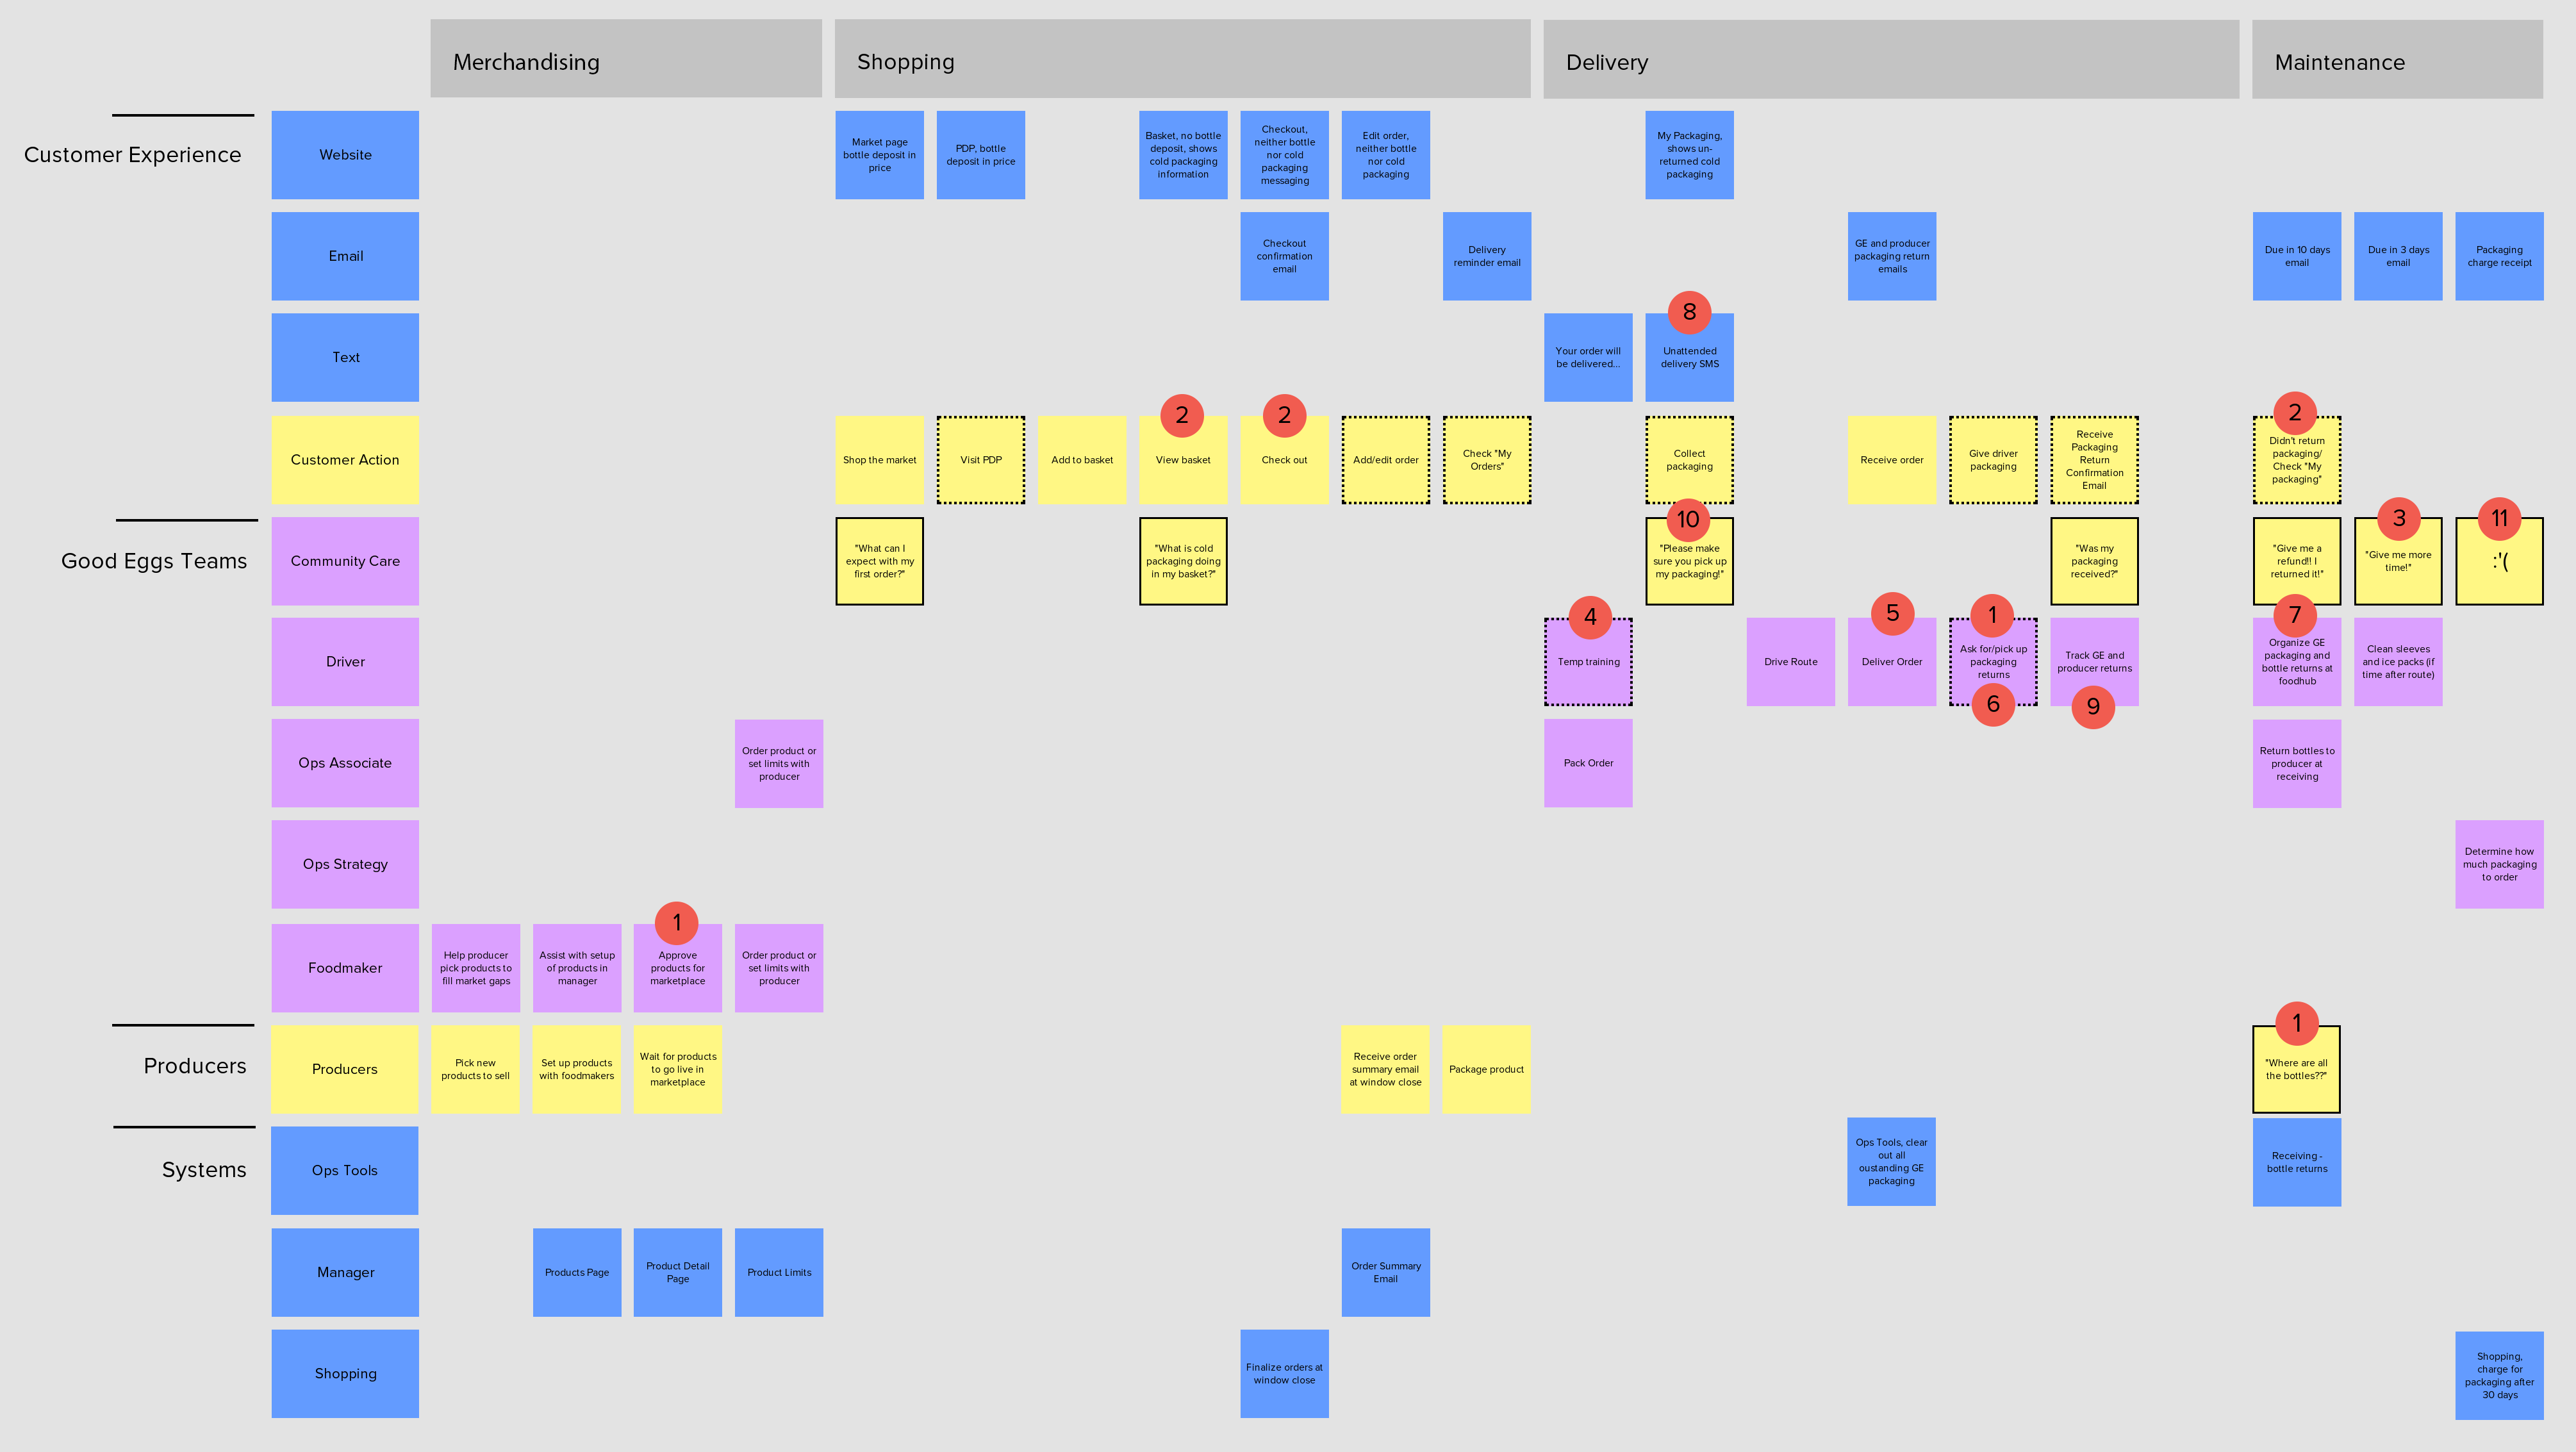 Merchandising
Shopping
Delivery
Maintenance
Customer Experience
Website
Market page
bottle deposit in
price
PDP, bottle
deposit in price
Basket, no bottle
deposit, shows
cold packaging
information
Checkout,
neither bottle
nor cold
packaging
messaging
Edit order,
neither bottle
nor cold
packaging
My Packaging,
shows un-
returned cold
packaging
Email
Checkout
confirmation
email
Delivery
reminder email
GE and producer
packaging return
emails
Due in 10 days
email
Due in 3 days
email
Packaging
charge receipt
Text
Your order will
be delivered...
8
Unattended
delivery SMS
Customer Action
Shop the market
Visit PDP
Add to basket
2
View basket
2
Check out
Add/edit order
Check "My
Orders"
Collect
packaging
Receive order
Give driver
packaging
Receive
Packaging
Return
Confirmation
Email
2
Didn't return
packaging/
Check "My
packaging"
Good Eggs Teams
Community Care
"What can I
expect with my
first order?"
"What is cold
packaging doing
in my basket?"
10
"Please make
sure you pick up
my packaging!"
"Was my
packaging
received?"
"Give me a
refund!! I
returned it!"
3
"Give me more
time!"
11
:'(
Driver
4
Temp training
Drive Route
5
Deliver Order
1
Ask for/pick up
packaging
returns
6
Track GE and
producer returns
9
7
Organize GE
packaging and
bottle returns at
foodhub
Clean sleeves
and ice packs (if
time after route)
Ops Associate
Order product or
set limits with
producer
Pack Order
Return bottles to
producer at
receiving
Ops Strategy
Determine how
much packaging
to order
Foodmaker
Help producer
pick products to
fill market gaps
Assist with setup
of products in
manager
1
Approve
products for
marketplace
Order product or
set limits with
producer
Producers
Producers
Pick new
products to sell
Set up products
with foodmakers
Wait for products
to go live in
marketplace
Receive order
summary email
at window close
Package product
1
"Where are all
the bottles??"
Systems
Ops Tools
Ops Tools, clear
out all
oustanding GE
packaging
Receiving -
bottle returns
Manager
Products Page
Product Detail
Page
Product Limits
Order Summary
Email
Shopping
Finalize orders at
window close
Shopping,
charge for
packaging after
30 days